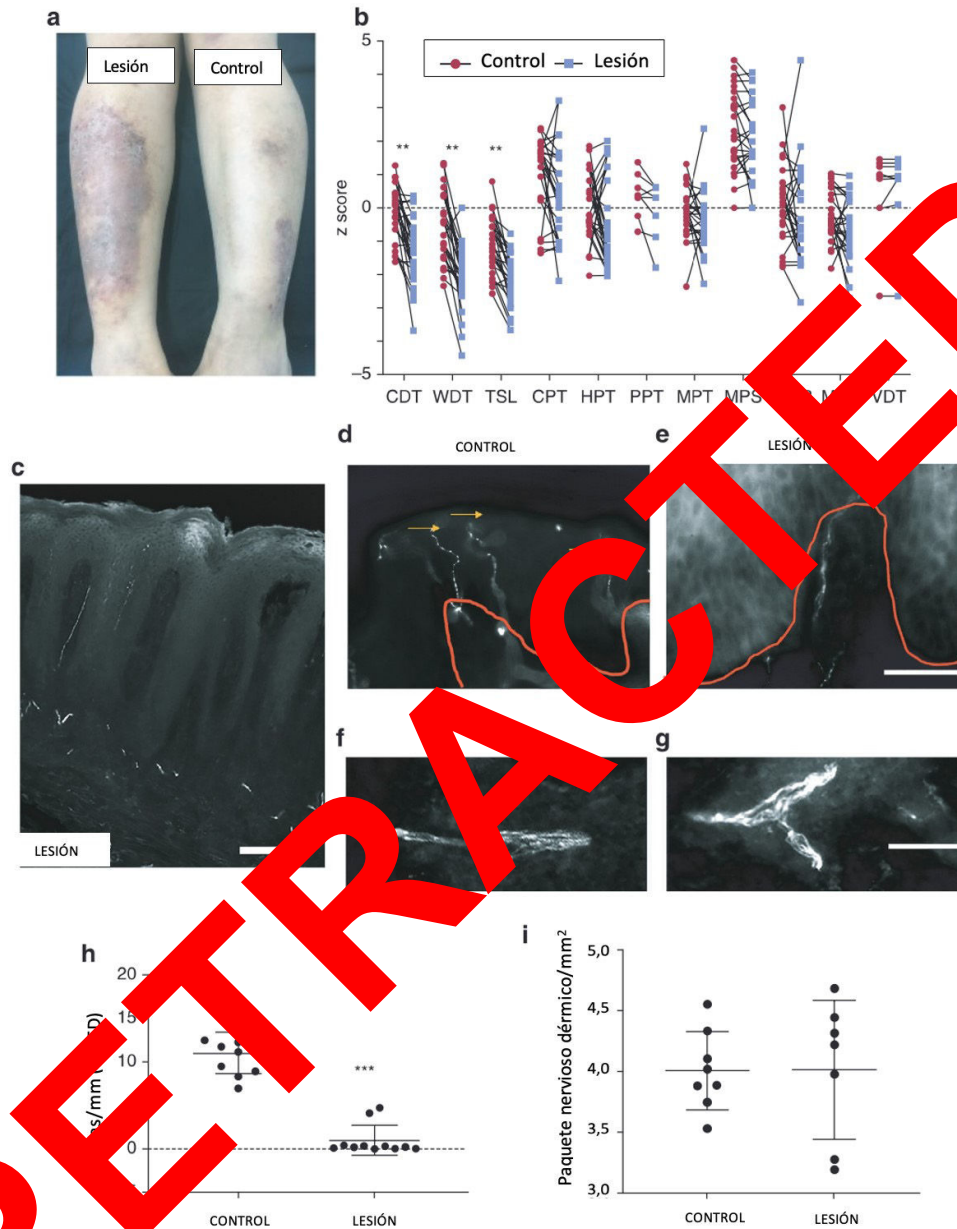 a
Lesión
Control
b
5
0
−5
z score
Control Lesión
**
**
**
CDT WDT TSL CPT HPT PPT MPT MPS VDT
c
LESIÓN
d
CONTROL
e
LESIÓN
f
g
h
20
15
10
0
***
CONTROL
LESIÓN
i
Paquete nervioso dérmico/mm²
5,0
4,5
4,0
3,5
3,0
CONTROL
LESIÓN
RETRACTED